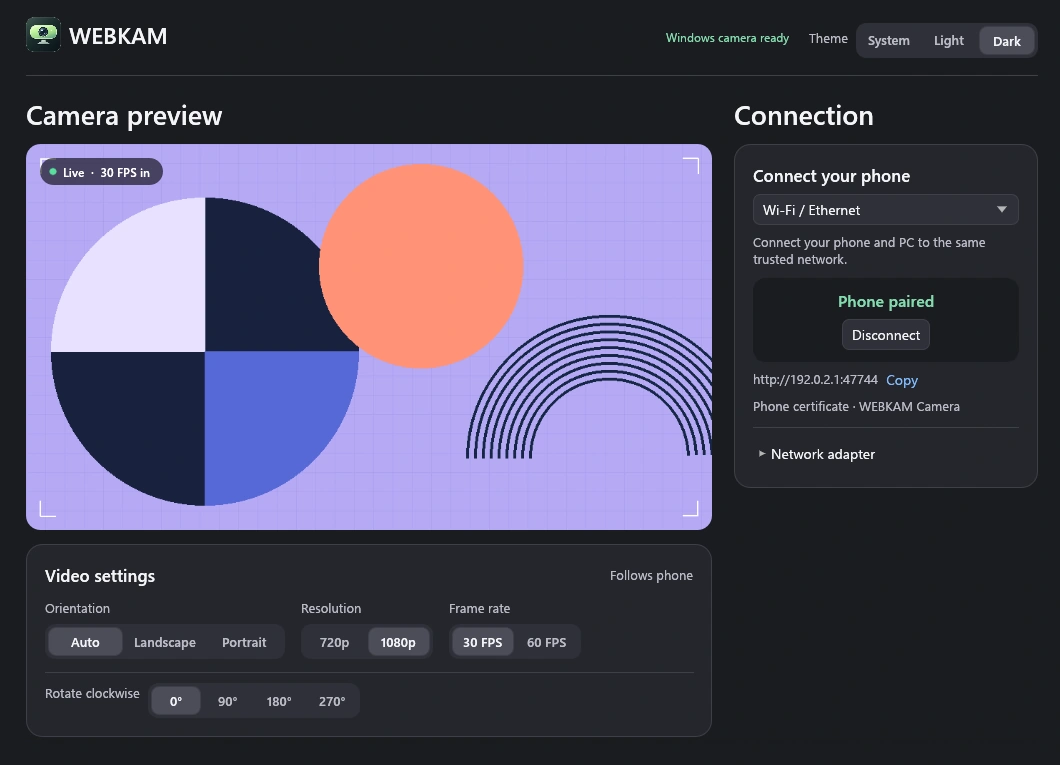 WEBKAM
Windows camera ready
Theme
System
Light
Dark
Camera preview
Live · 30 FPS in
Connection
Connect your phone
Wi-Fi / Ethernet
Connect your phone and PC to the same
trusted network.
Phone paired
Disconnect
http://192.0.2.1:47744 Copy
Phone certificate · WEBKAM Camera
Network adapter
Video settings
Follows phone
Orientation
Auto
Landscape
Portrait
Resolution
720p
1080p
Frame rate
30 FPS
60 FPS
Rotate clockwise
0°
90°
180°
270°